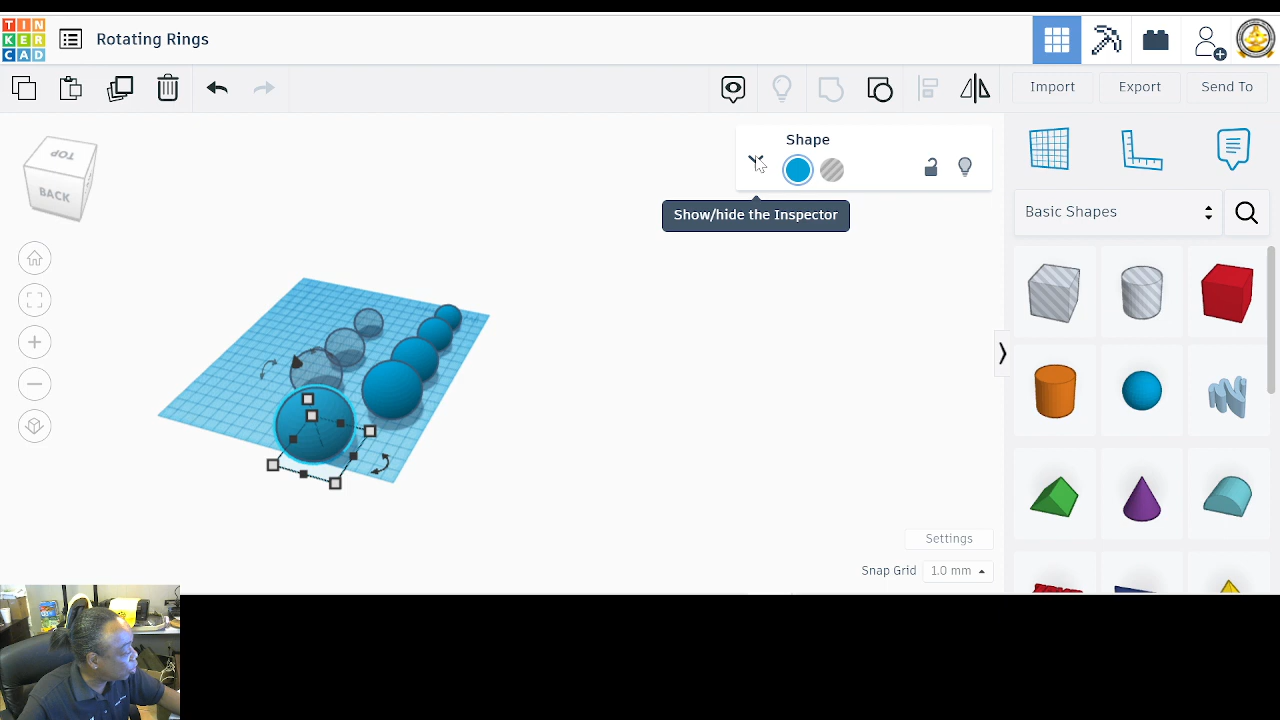 TIN
KER
CAD
Rotating Rings
Import
Export
Send To
TOP
BACK
Shape
Show/hide the Inspector
Basic Shapes
Settings
Snap Grid 1.0 mm